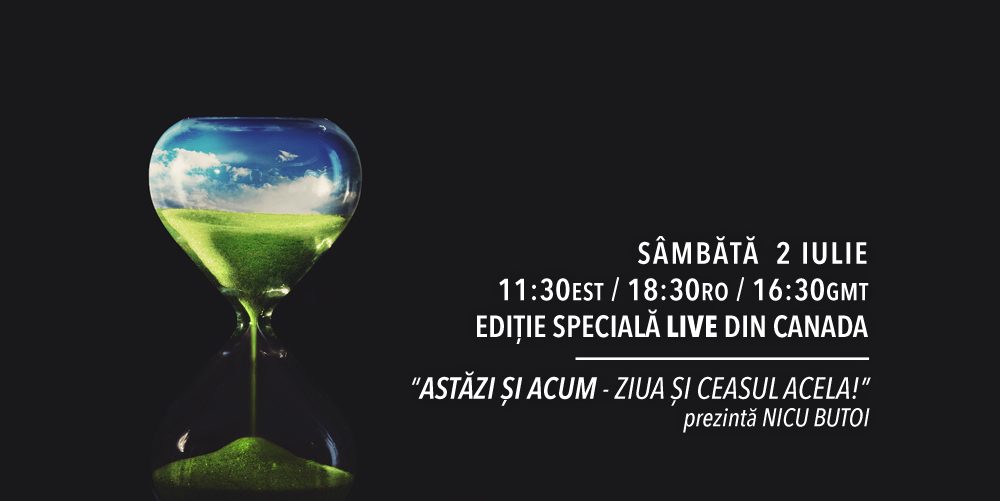 SÂMBĂTĂ 2 IULIE
11:30EST / 18:30RO / 16:30GMT
EDIȚIE SPECIALĂ LIVE DIN CANADA
“ASTĂZI ȘI ACUM - ZIUA ȘI CEASUL ACELA!”
prezintă NICU BUTOI